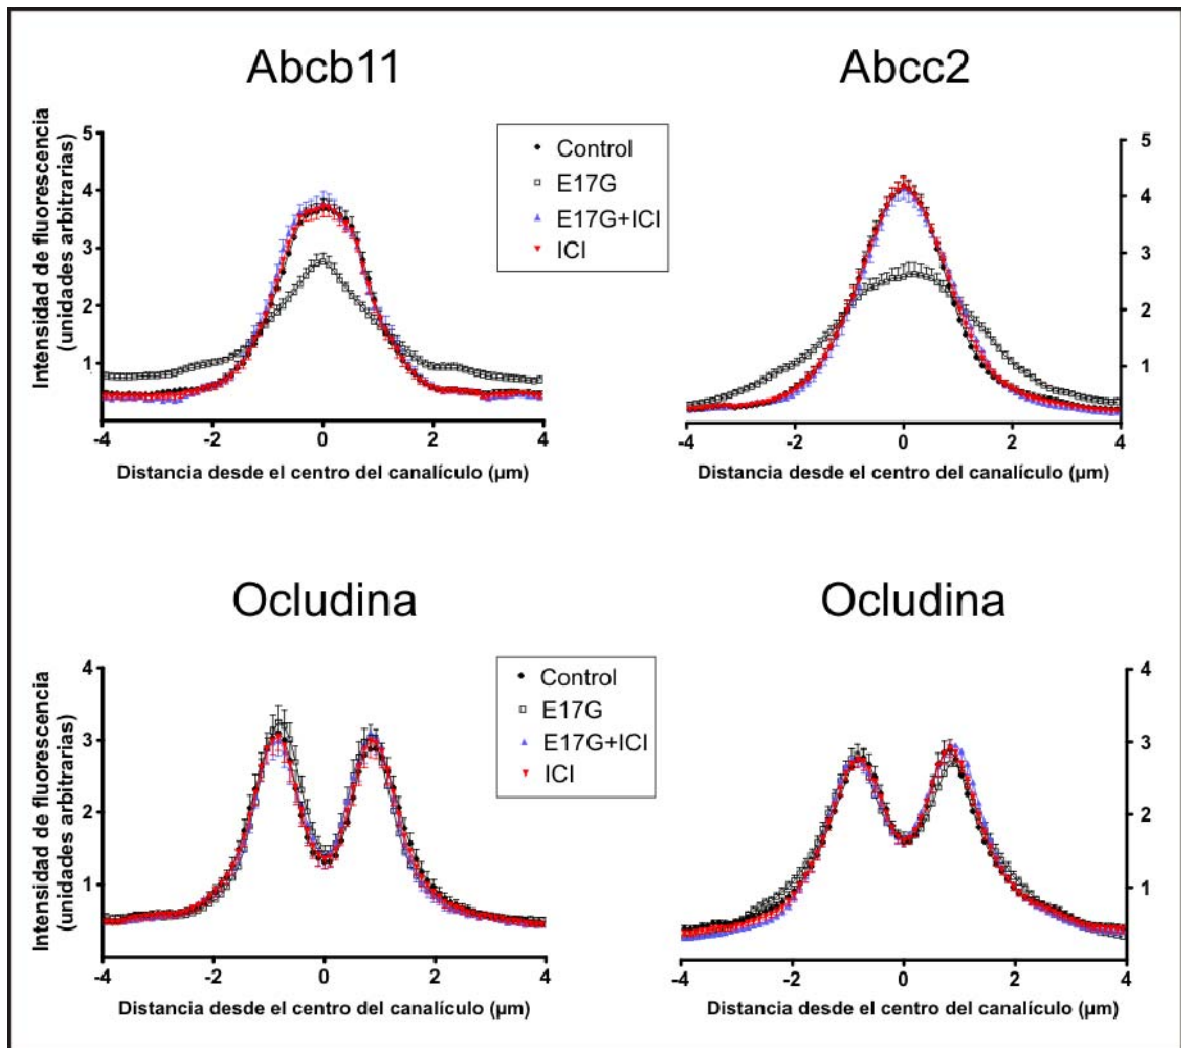 Abcb11
Abcc2
Intensidad de fluorescencia
(unidades arbitrarias)
5
4
3
2
1
-4
-2
0
2
4
Distancia desde el centro del canalículo (µm)
Control
E17G
E17G+ICI
ICI
5
4
3
2
1
-4
-2
0
2
4
Distancia desde el centro del canalículo (µm)
Ocludina
Ocludina
Intensidad de fluorescencia
(unidades arbitrarias)
4
3
2
1
-4
-2
0
2
4
Distancia desde el centro del canalículo (µm)
Control
E17G
E17G+ICI
ICI
4
3
2
1
-4
-2
0
2
4
Distancia desde el centro del canalículo (µm)